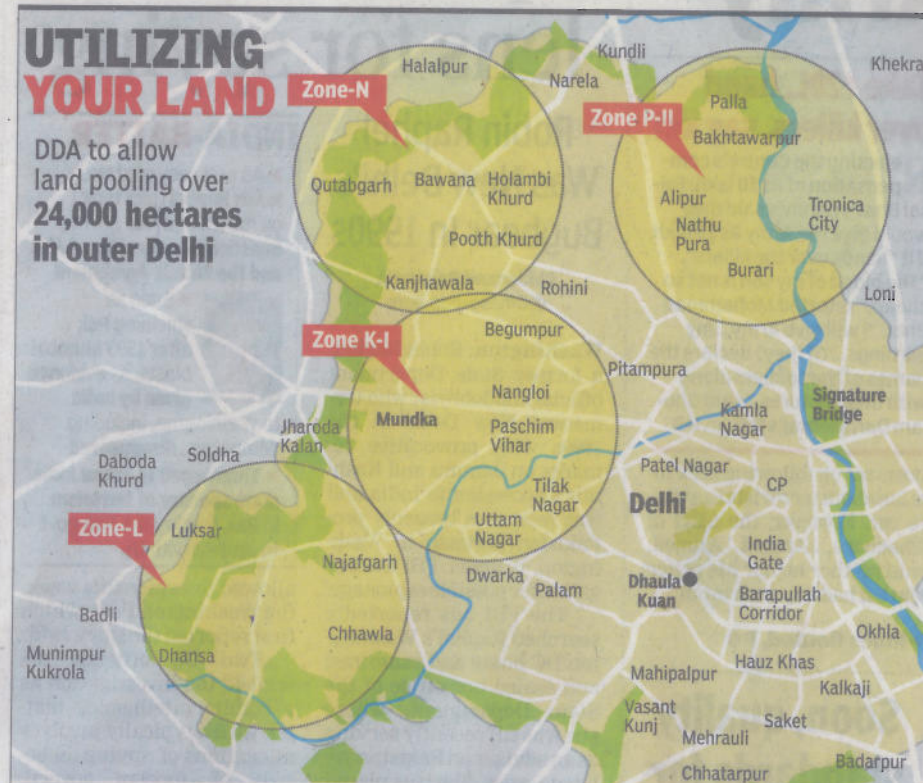 UTILIZING
YOUR LAND
DDA to allow
land pooling over
24,000 hectares
in outer Delhi
Zone-N
Halalpur
Narela
Kundli
Qutabgarh
Bawana
Holambi
Khurd
Pooth Khurd
Kanjhawala
Zone P-II
Palla
Bakhtawarpur
Alipur
Nathu
Pura
Tronica
City
Burari
Khekra
Loni
Rohini
Zone K-I
Begumpur
Nangloi
Mundka
Paschim
Vihar
Tilak
Nagar
Uttam
Nagar
Pitampura
Kamla
Nagar
Signature
Bridge
Jharoda
Kalan
Soldha
Daboda
Khurd
Zone-L
Luksar
Najafgarh
Chhawla
Dhansa
Badli
Munimpur
Kukrola
Patel Nagar
CP
Delhi
India
Gate
Dwarka
Palam
Dhaula
Kuan
Barapullah
Corridor
Okhla
Mahipalpur
Hauz Khas
Kalkaji
Vasant
Kunj
Mehrauli
Saket
Chhatarpur
Badarpur